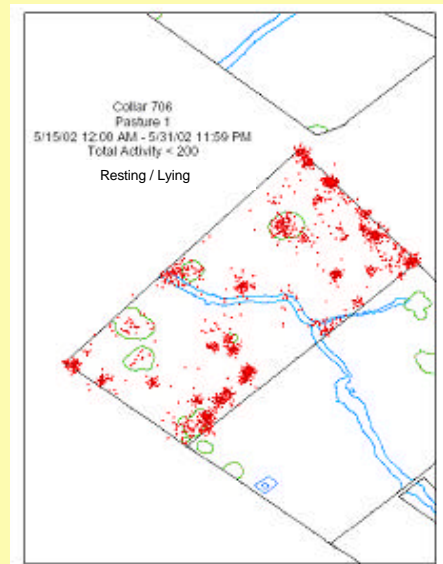 Collar 706
Pasture 1
5/15/02 12:00 AM - 5/31/02 11:59 PM
Total Activity < 200
Resting / Lying